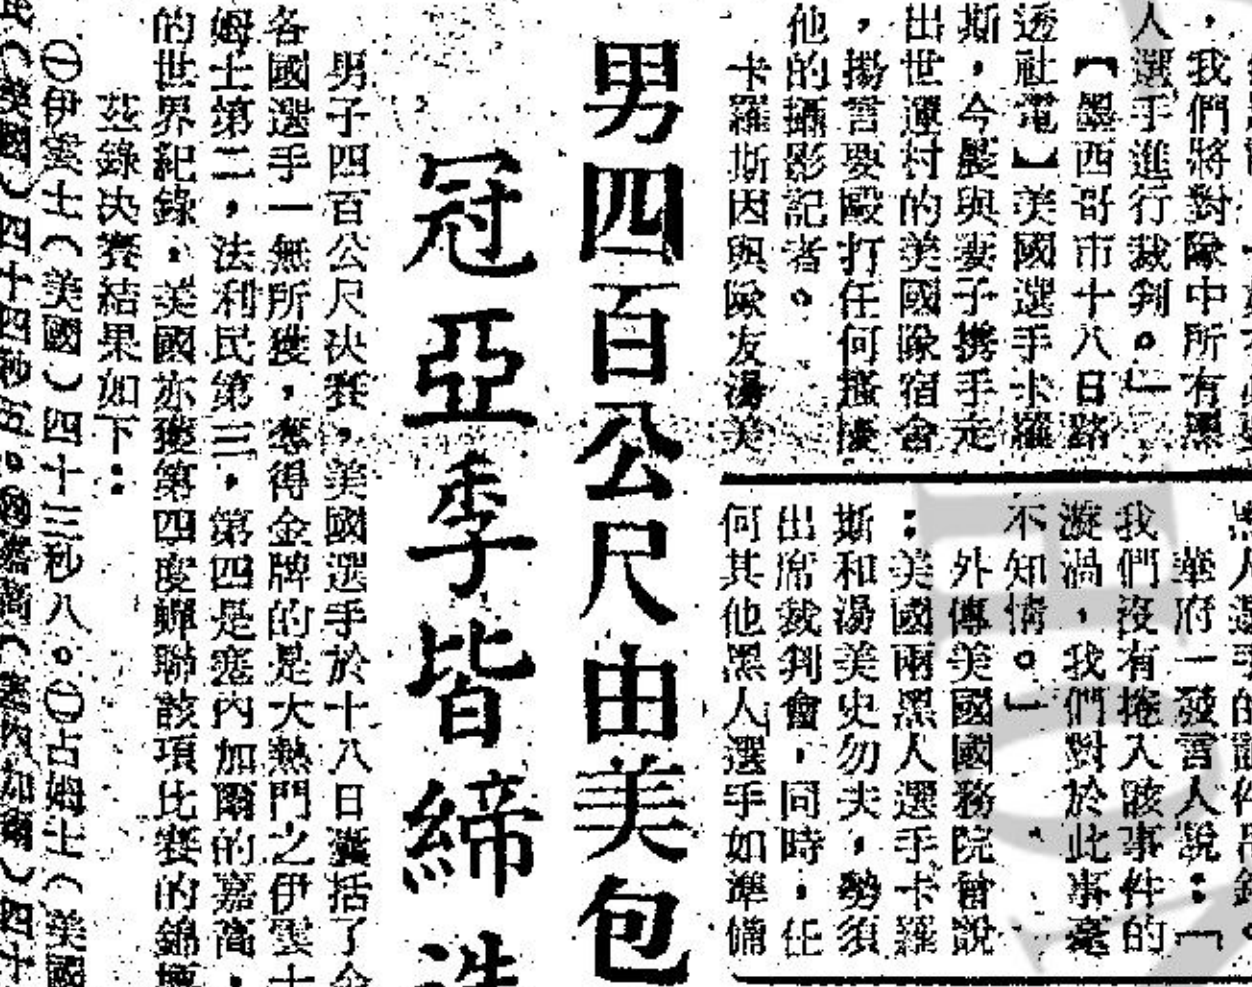 ，我們將對隊中所有黑
人選手進行裁判。」
【墨西哥市十八日路
透社電】美國選手卡羅
斯，今晨與妻子攜手走
出世運村的美國隊宿舍
，揚言要毆打任何騷擾
他的攝影記者。
卡羅斯因與隊友湯美
華府一發言人說：「
我們沒有捲入該事件的
漩渦，我們對於此事毫
不知情。」
外傳美國國務院曾說
：美國兩黑人選手卡羅
斯和湯美史勿夫，勢須
出席裁判會，同時，任
何其他黑人選手如準備
男四百公尺由美包
冠亞季皆締造
男子四百公尺決賽，美國選手於十八日囊括了全
各國選手一無所獲，奪得金牌的是大熱門之伊雲士
姆士第二，法利民第三，第四是塞內加爾的嘉高，
的世界紀錄，美國亦獲第四度蟬聯該項比賽的錦
茲錄決賽結果如下：
㊀伊雲士（美國）四十三秒八。㊁占姆士（美國
（美國）四十四秒 （塞內加爾）四十